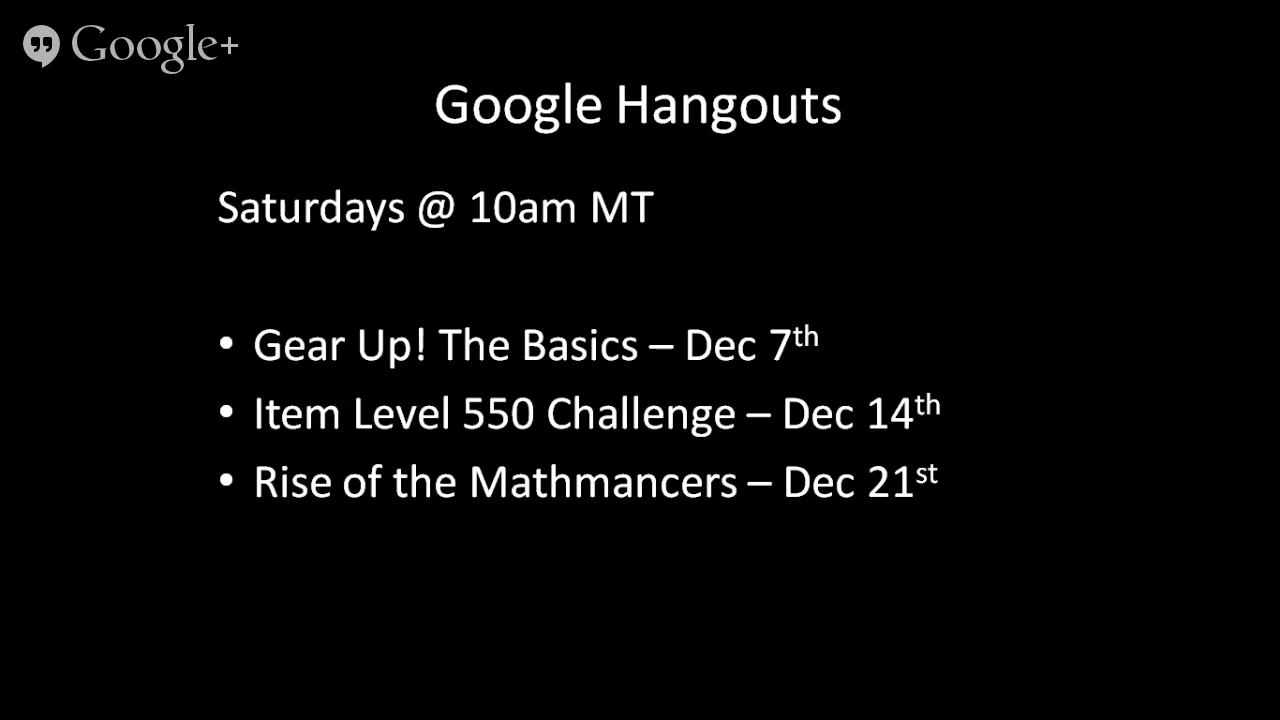 Google+
Google Hangouts
Saturdays @ 10am MT
• Gear Up! The Basics – Dec 7th
• Item Level 550 Challenge – Dec 14th
• Rise of the Mathmancers – Dec 21st